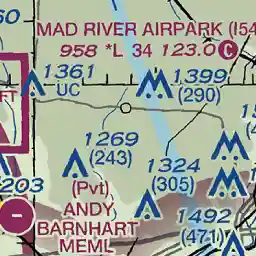 MAD RIVER AIRPARK (I54
958 *L 34 123.0 C
1361
UC
1399
(290)
FT
1269
(243)
1324
(305)
203
(Pvt)
ANDY
BARNHART
MEML
1492
(471)